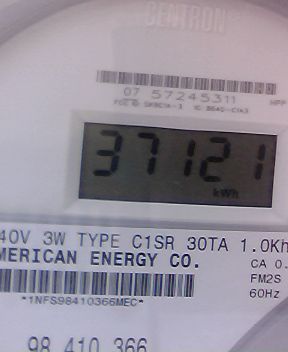 CENTRON
07 57245311
HPP
37121
kWh
40V 3W TYPE C1SR 30TA 1.0Kh
MERICAN ENERGY CO.
CA 0.
FM2S
60Hz
*1NFS98410366MEC*
98 410 366